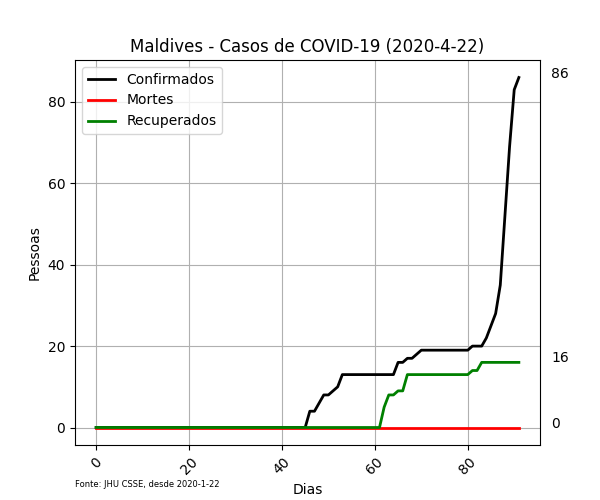 Maldives - Casos de COVID-19 (2020-4-22)
Confirmados
Mortes
Recuperados
86
16
0
80
60
40
20
0
Pessoas
0
20
40
60
80
Dias
Fonte: JHU CSSE, desde 2020-1-22